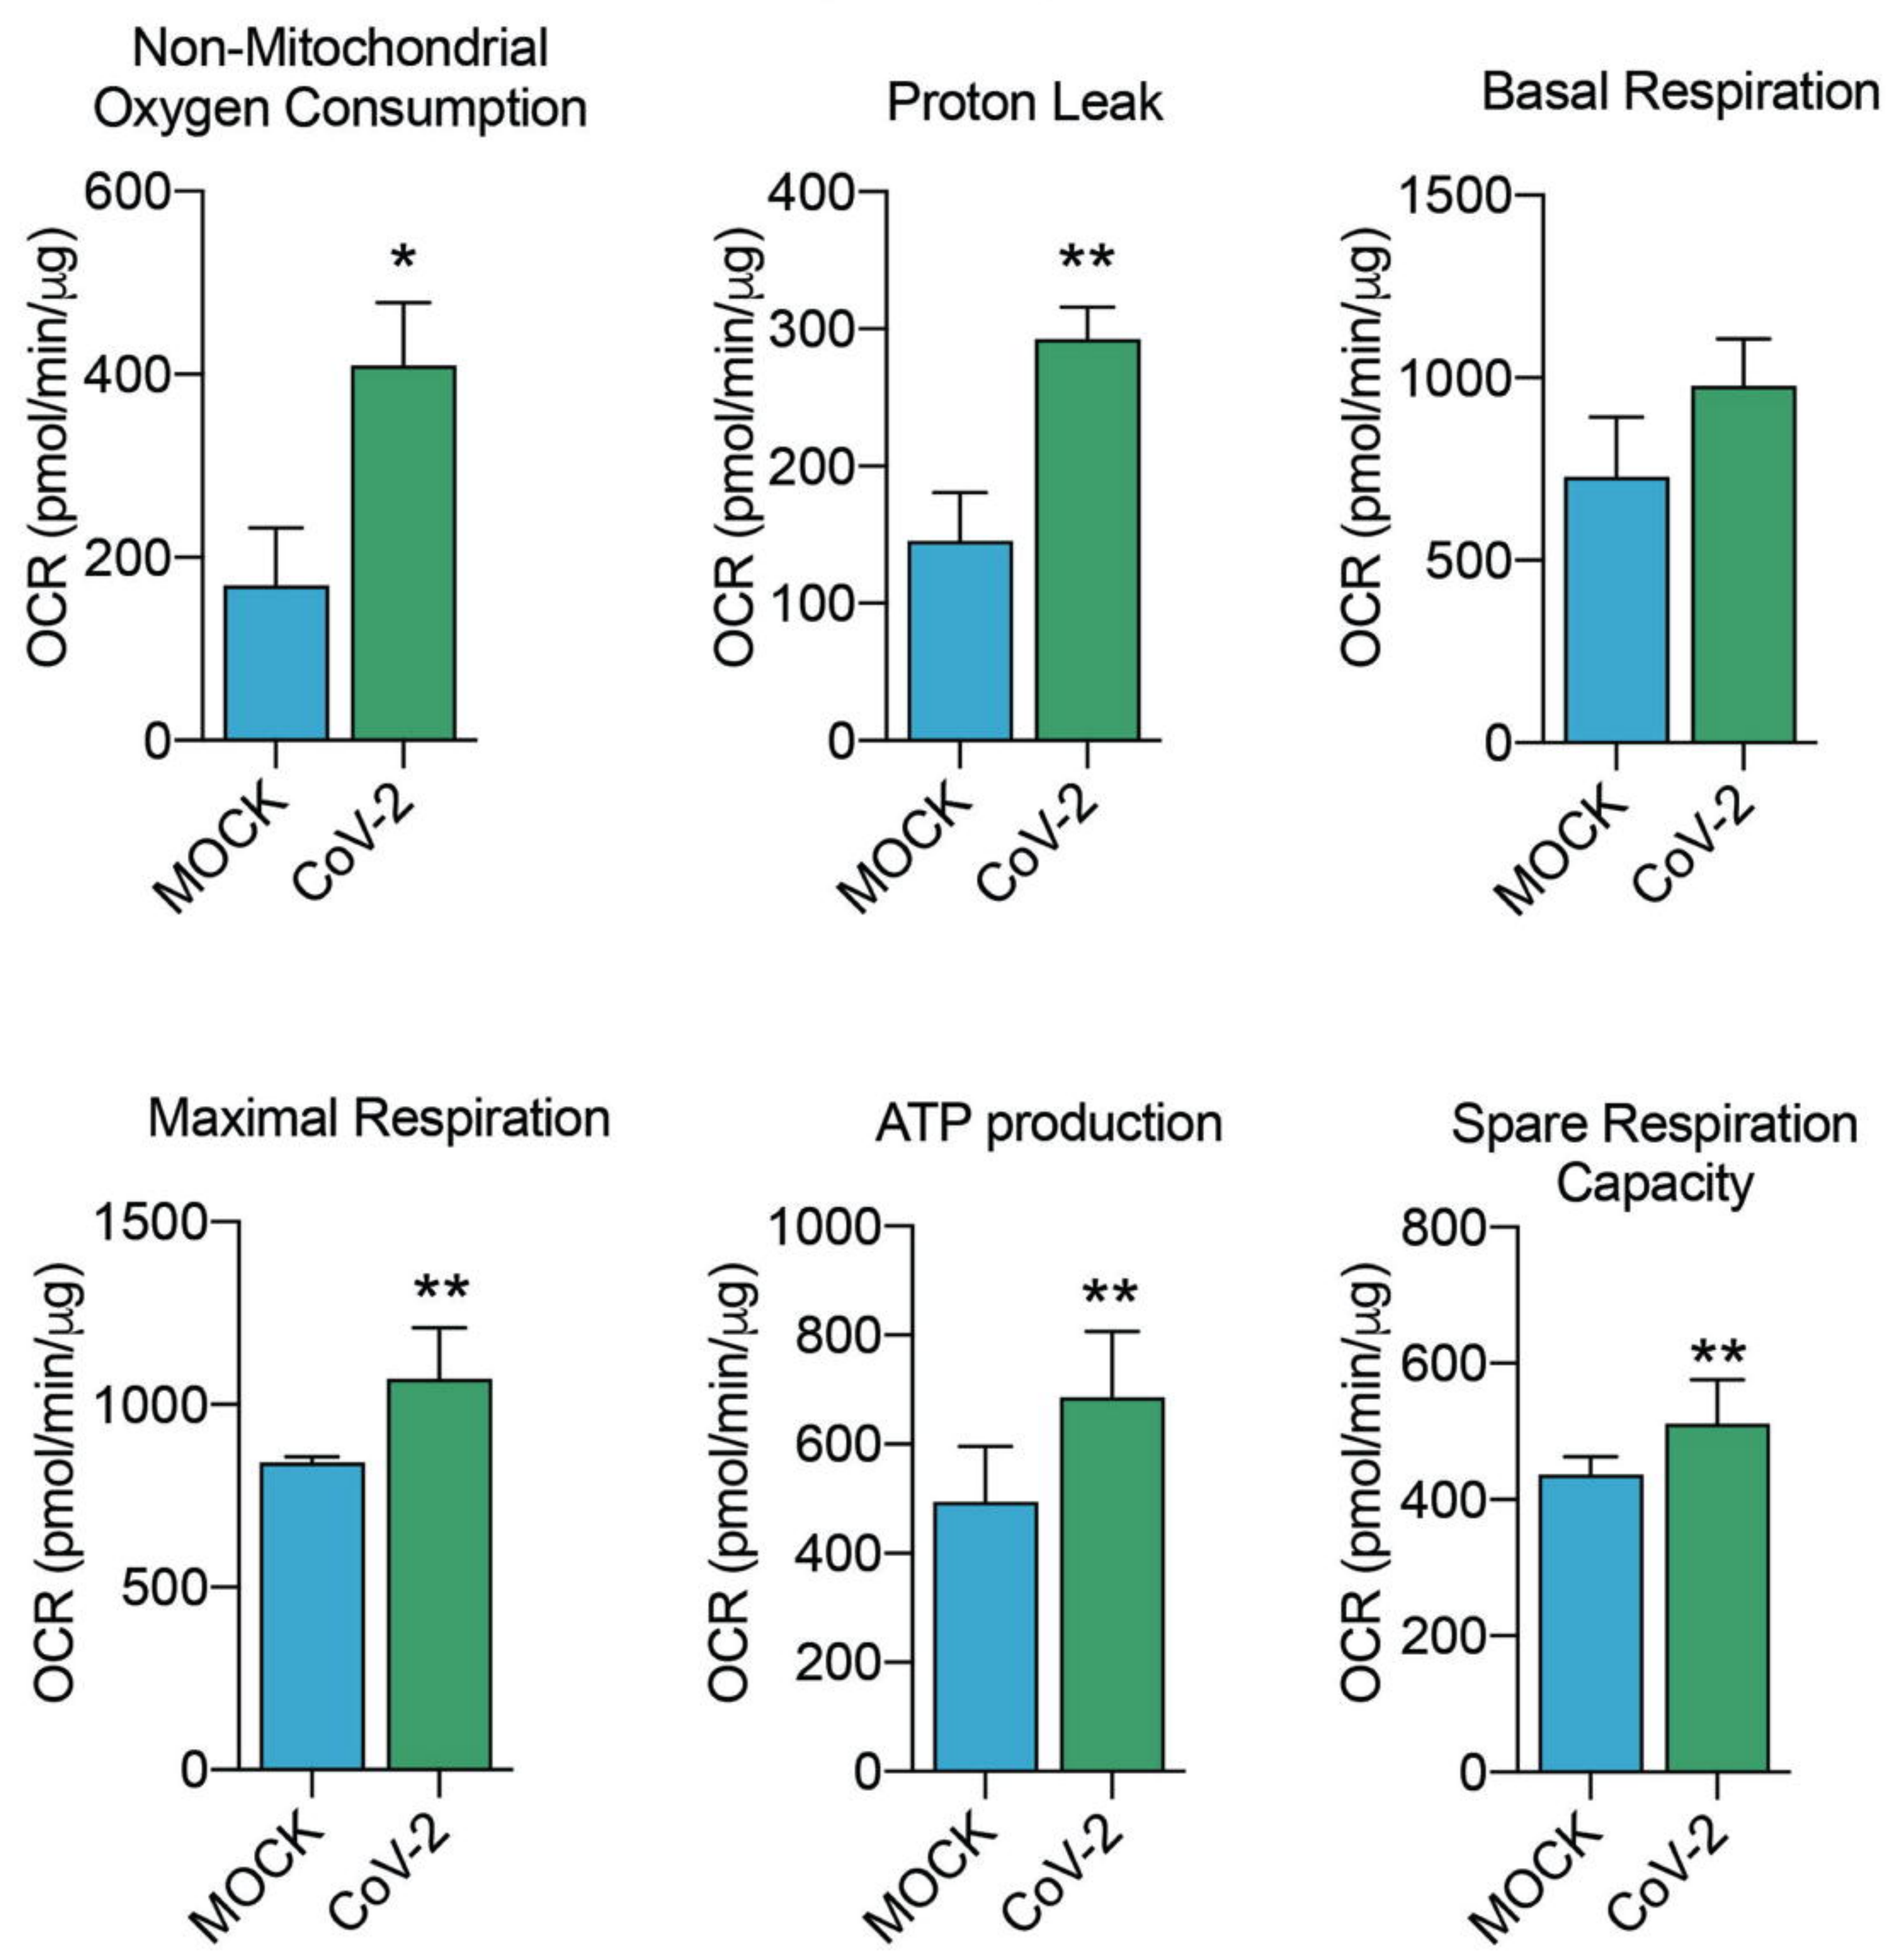 Non-Mitochondrial
Oxygen Consumption
OCR (pmol/min/µg)
600
400
200
0
*
MOCK
CoV-2
Proton Leak
OCR (pmol/min/µg)
400
300
200
100
0
**
MOCK
CoV-2
Basal Respiration
OCR (pmol/min/µg)
1500
1000
500
0
MOCK
CoV-2
Maximal Respiration
OCR (pmol/min/µg)
1500
1000
500
0
**
MOCK
CoV-2
ATP production
OCR (pmol/min/µg)
1000
800
600
400
200
0
**
MOCK
CoV-2
Spare Respiration
Capacity
OCR (pmol/min/µg)
800
600
400
200
0
**
MOCK
CoV-2